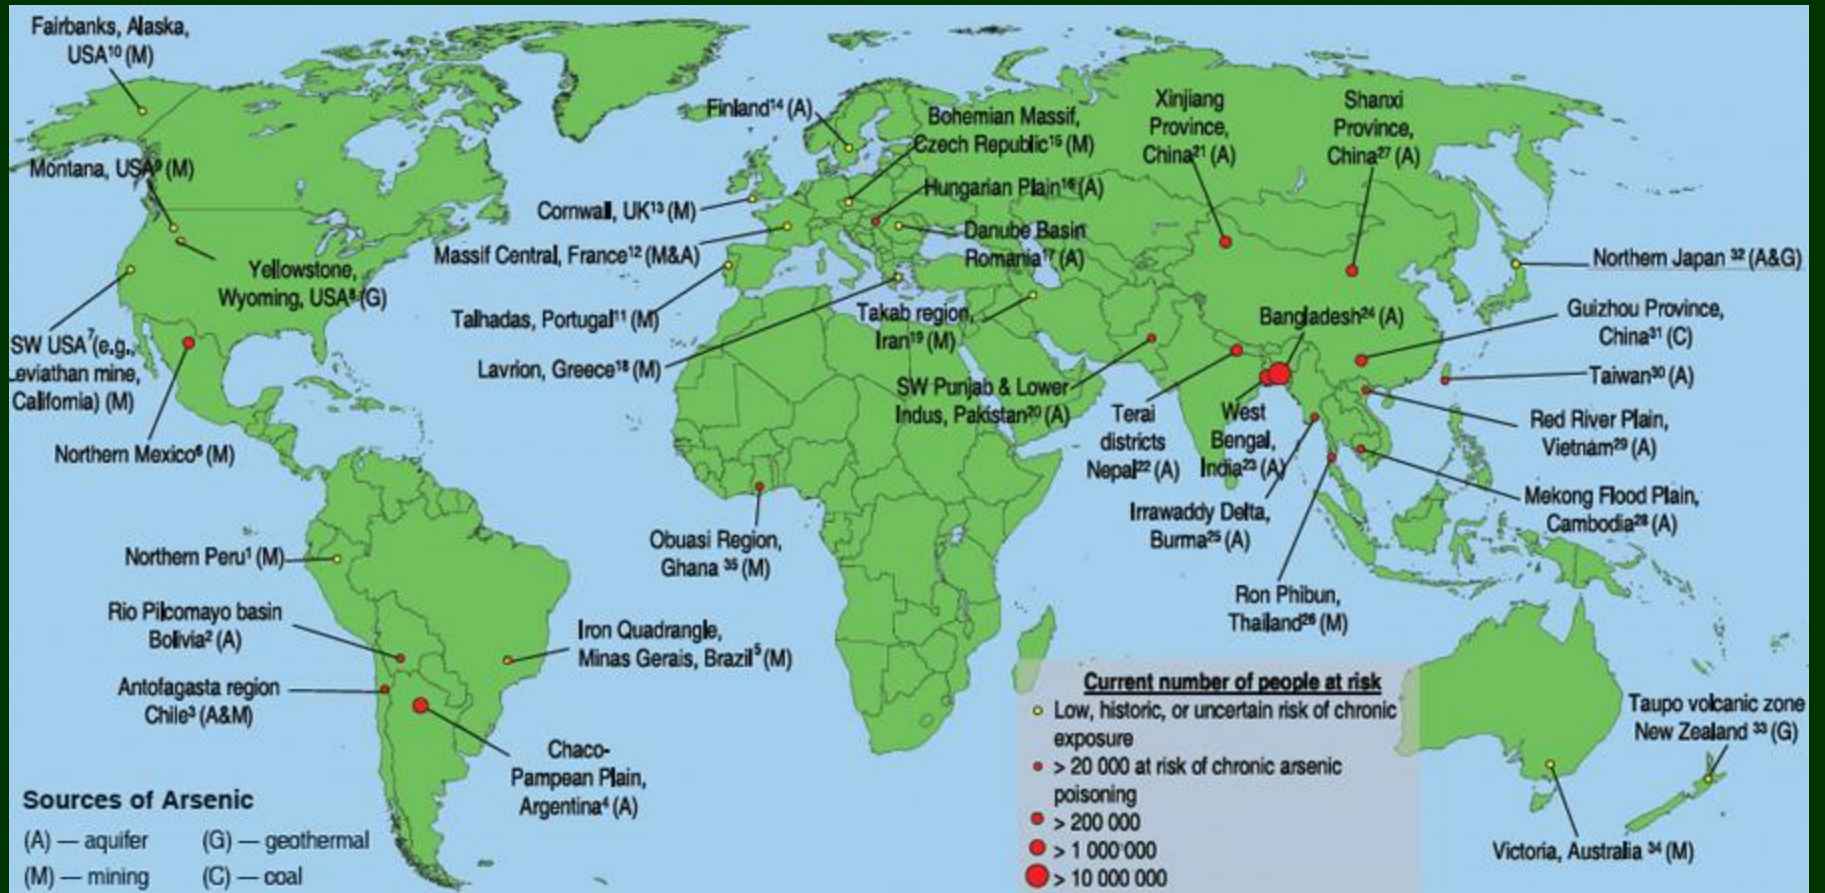 Fairbanks, Alaska,
USA¹⁰ (M)
Montana, USA⁹ (M)
Yellowstone,
Wyoming, USA⁸ (G)
SW USA⁷ (e.g.,
Leviathan mine,
California) (M)
Northern Mexico⁶ (M)
Northern Peru¹ (M)
Rio Pilcomayo basin
Bolivia² (A)
Antofagasta region
Chile³ (A&M)
Chaco-
Pampean Plain,
Argentina⁴ (A)
Iron Quadrangle,
Minas Gerais, Brazil⁵ (M)
Finland¹⁴ (A)
Bohemian Massif,
Czech Republic¹⁵ (M)
Hungarian Plain¹⁶ (A)
Cornwall, UK¹³ (M)
Massif Central, France¹² (M&A)
Danube Basin
Romania¹⁷ (A)
Talhadas, Portugal¹¹ (M)
Lavrion, Greece¹⁸ (M)
Takab region,
Iran¹⁹ (M)
SW Punjab & Lower
Indus, Pakistan²⁰ (A)
Obuasi Region,
Ghana ³⁵ (M)
Xinjiang
Province,
China²¹ (A)
Shanxi
Province,
China²⁷ (A)
Northern Japan ³² (A&G)
Bangladesh²⁴ (A)
Guizhou Province,
China³¹ (C)
Taiwan³⁰ (A)
Terai
districts
Nepal²² (A)
West
Bengal,
India²³ (A)
Red River Plain,
Vietnam²⁹ (A)
Irrawaddy Delta,
Burma²⁵ (A)
Mekong Flood Plain,
Cambodia²⁸ (A)
Ron Phibun,
Thailand²⁶ (M)
Taupo volcanic zone
New Zealand ³³ (G)
Victoria, Australia ³⁴ (M)
Current number of people at risk
Low, historic, or uncertain risk of chronic
exposure
> 20 000 at risk of chronic arsenic
poisoning
> 200 000
> 1 000 000
> 10 000 000
Sources of Arsenic
(A) — aquifer (G) — geothermal
(M) — mining (C) — coal